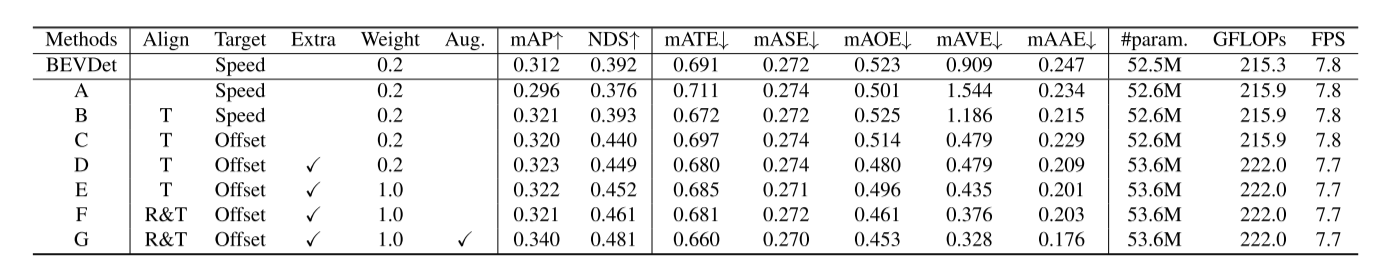 Methods Align Target Extra Weight Aug. mAP↑ NDS↑ mATE↓ mASE↓ mAOE↓ mAVE↓ mAAE↓ #param. GFLOPs FPS
BEVDet Speed 0.2 0.312 0.392 0.691 0.272 0.523 0.909 0.247 52.5M 215.3 7.8
A Speed 0.2 0.296 0.376 0.711 0.274 0.501 1.544 0.234 52.6M 215.9 7.8
B T Speed 0.2 0.321 0.393 0.672 0.272 0.525 1.186 0.215 52.6M 215.9 7.8
C T Offset 0.2 0.320 0.440 0.697 0.274 0.514 0.479 0.229 52.6M 215.9 7.8
D T Offset ✓ 0.2 0.323 0.449 0.680 0.274 0.480 0.479 0.209 53.6M 222.0 7.7
E T Offset ✓ 1.0 0.322 0.452 0.685 0.271 0.496 0.435 0.201 53.6M 222.0 7.7
F R&T Offset ✓ 1.0 0.321 0.461 0.681 0.272 0.461 0.376 0.203 53.6M 222.0 7.7
G R&T Offset ✓ 1.0 ✓ 0.340 0.481 0.660 0.270 0.453 0.328 0.176 53.6M 222.0 7.7